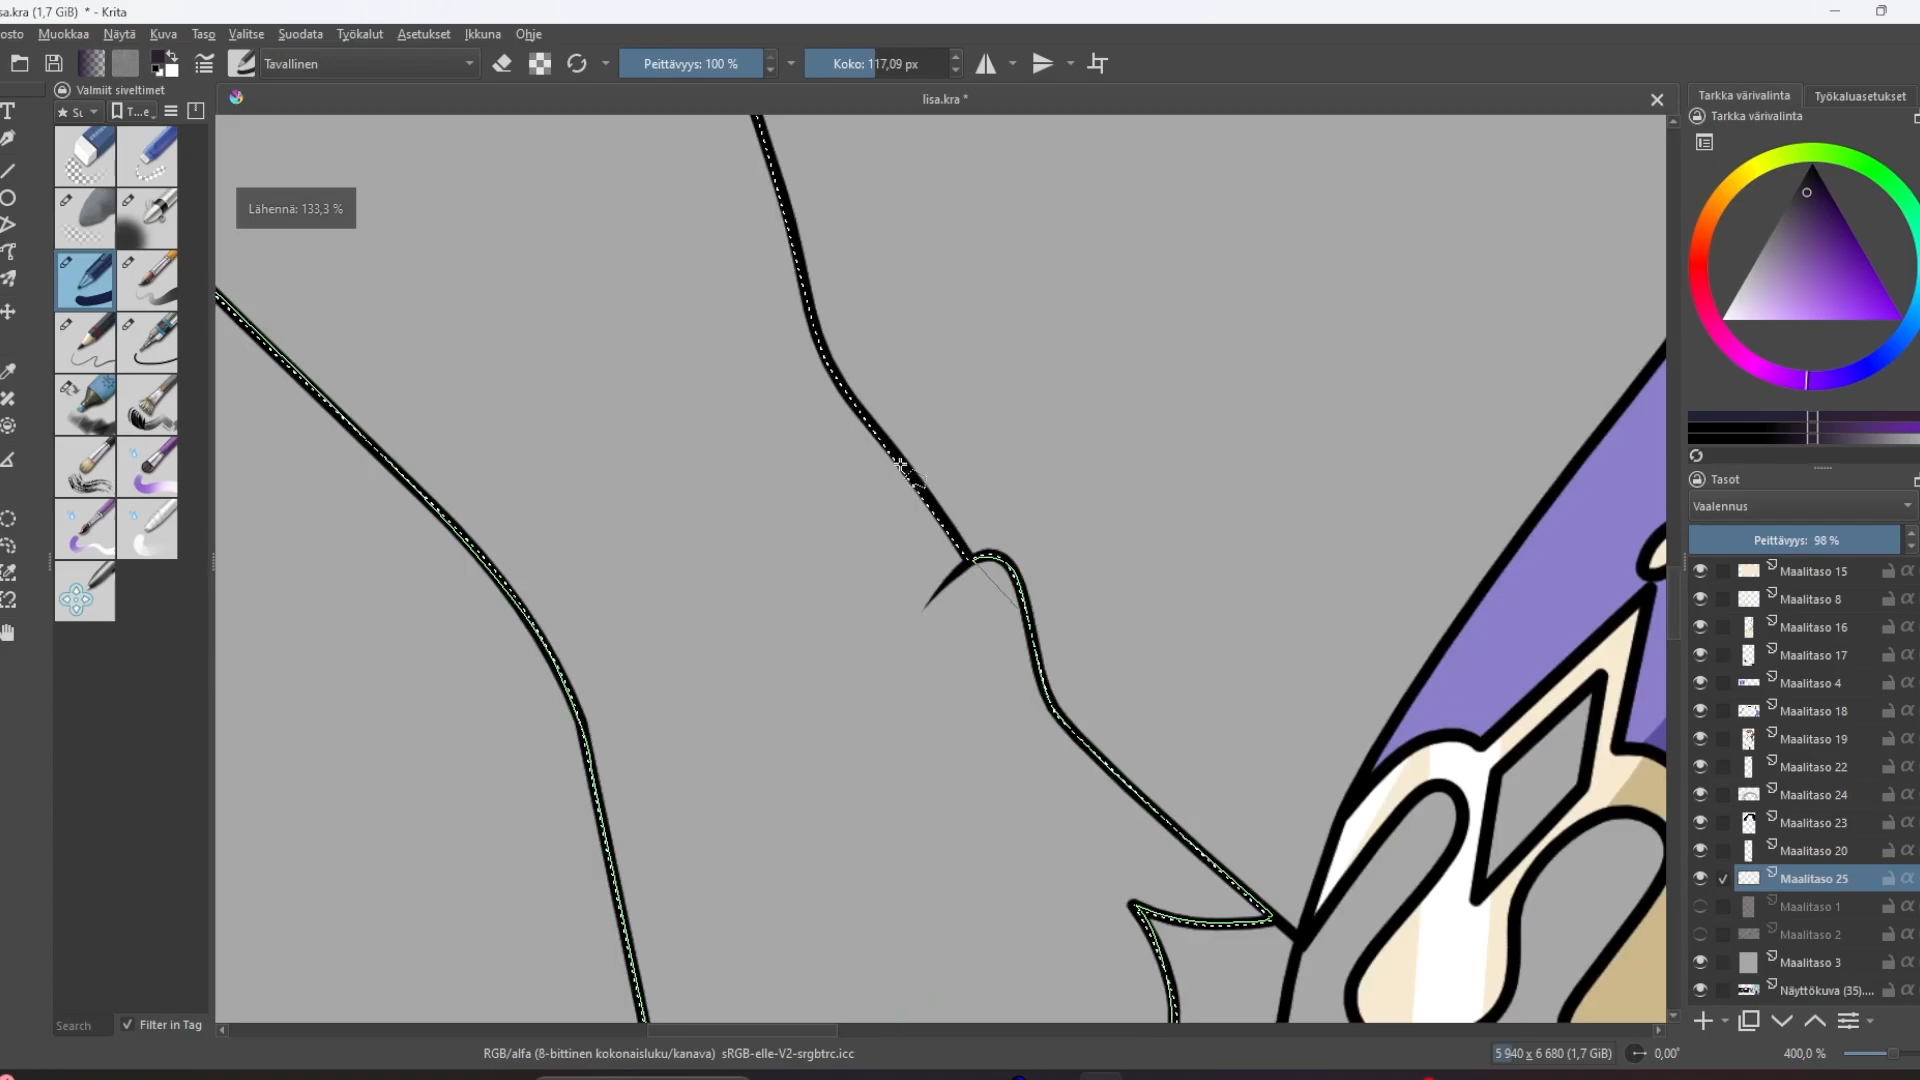 sa.kra (1,7 GiB) * - Krita
osto Muokkaa Näytä Kuva Taso Valitse Suodata Työkalut Asetukset Ikkuna Ohje
Tavallinen Peittävyys: 100 % Koko: 117,09 px
Valmiit siveltimet
T...e
lisa.kra *
Tarkka värivalinta Työkaluasetukset
Tarkka värivalinta
Lähennä: 133,3 %
Tasot
Vaalennus
Peittävyys: 98 %
Maalitaso 15
Maalitaso 8
Maalitaso 16
Maalitaso 17
Maalitaso 4
Maalitaso 18
Maalitaso 19
Maalitaso 22
Maalitaso 24
Maalitaso 23
Maalitaso 20
Maalitaso 25
Maalitaso 1
Maalitaso 2
Maalitaso 3
Näyttökuva (35)....
Search Filter in Tag
RGB/alfa (8-bittinen kokonaisluku/kanava) sRGB-elle-V2-srgbtrc.icc 5 940 x 6 680 (1,7 GiB) 0,00° 400,0 %